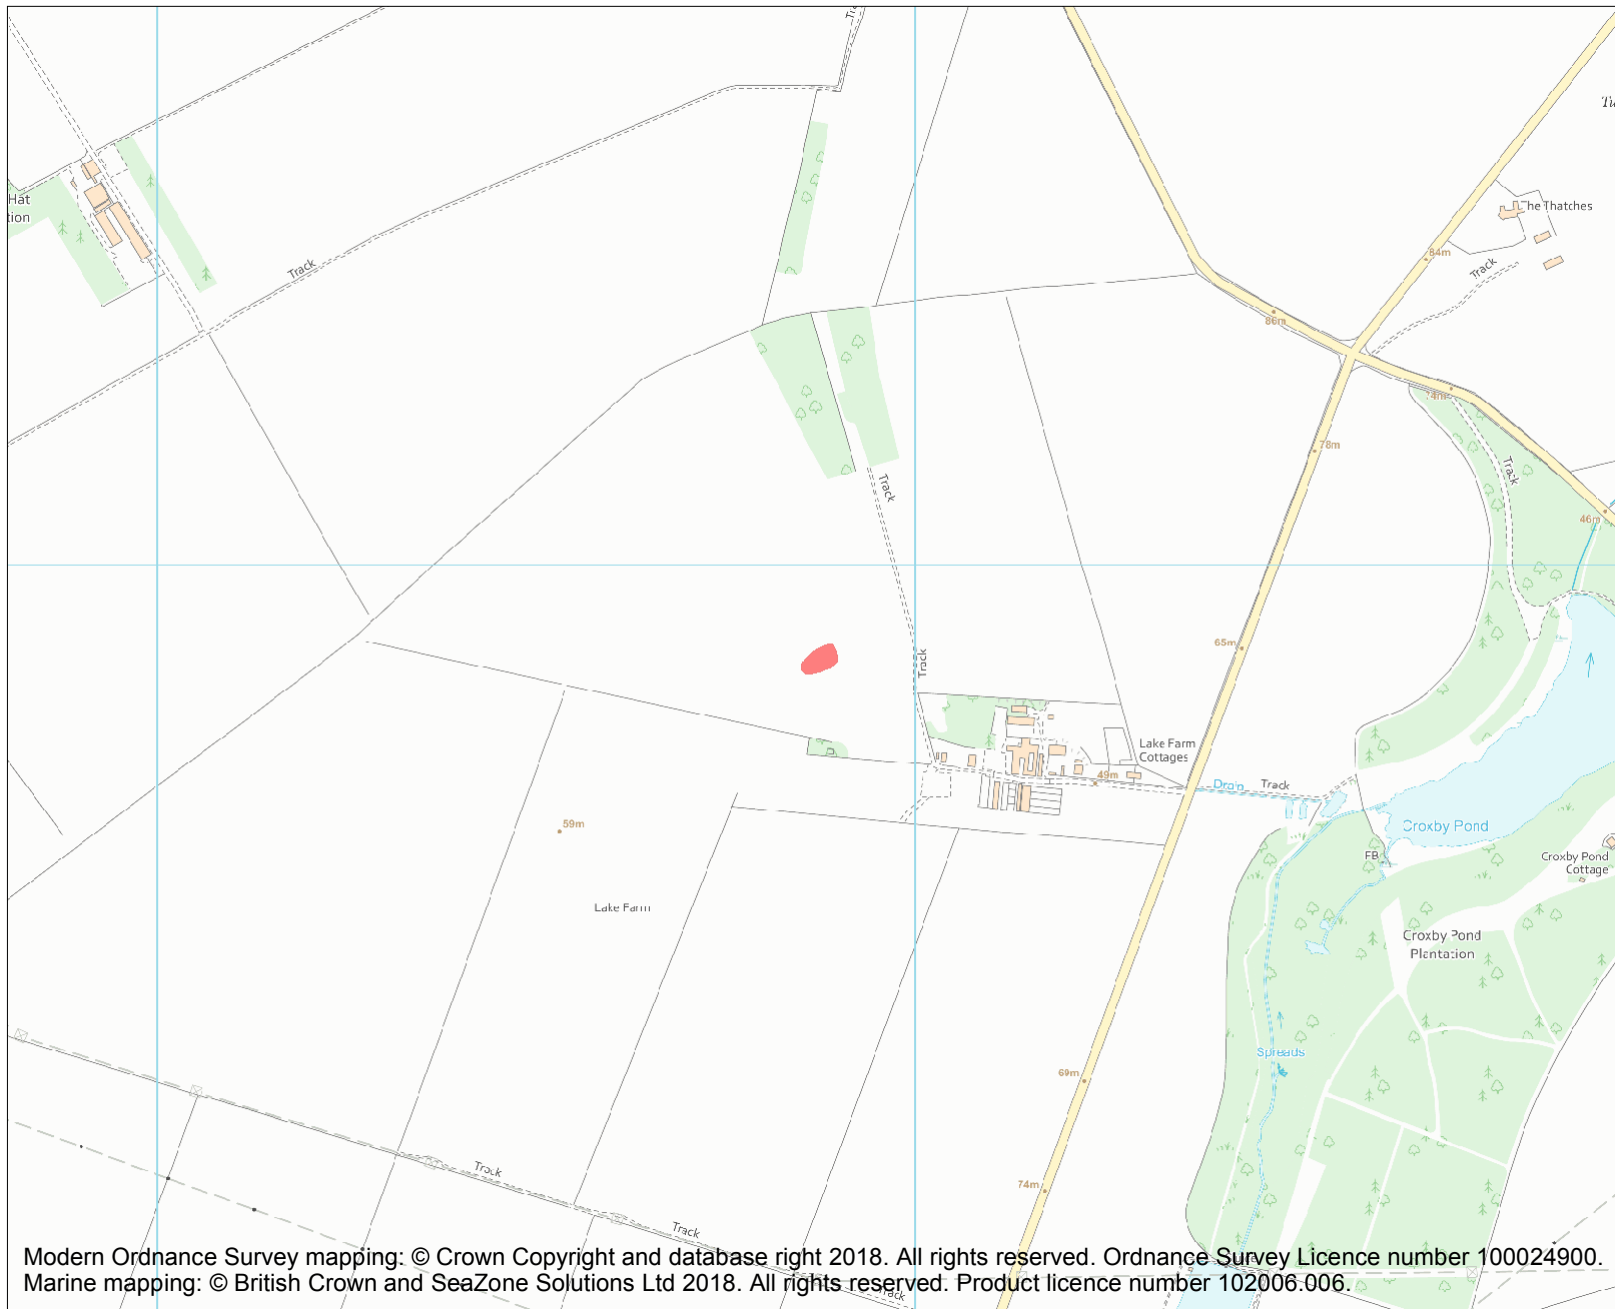 Hat
tion
Track
The Thatches
84m
Track
86m
74m
78m
Track
Track
46m
Track
65m
Lake Farm
Cottages
49m
Drain
Track
59m
Croxby Pond
FB
Croxby Pond
Cottage
Lake Farm
Croxby Pond
Plantation
Spreads
69m
Track
74m
Track
Track
Modern Ordnance Survey mapping: © Crown Copyright and database right 2018. All rights reserved. Ordnance Survey Licence number 100024900.
Marine mapping: © British Crown and SeaZone Solutions Ltd 2018. All rights reserved. Product licence number 102006.006.